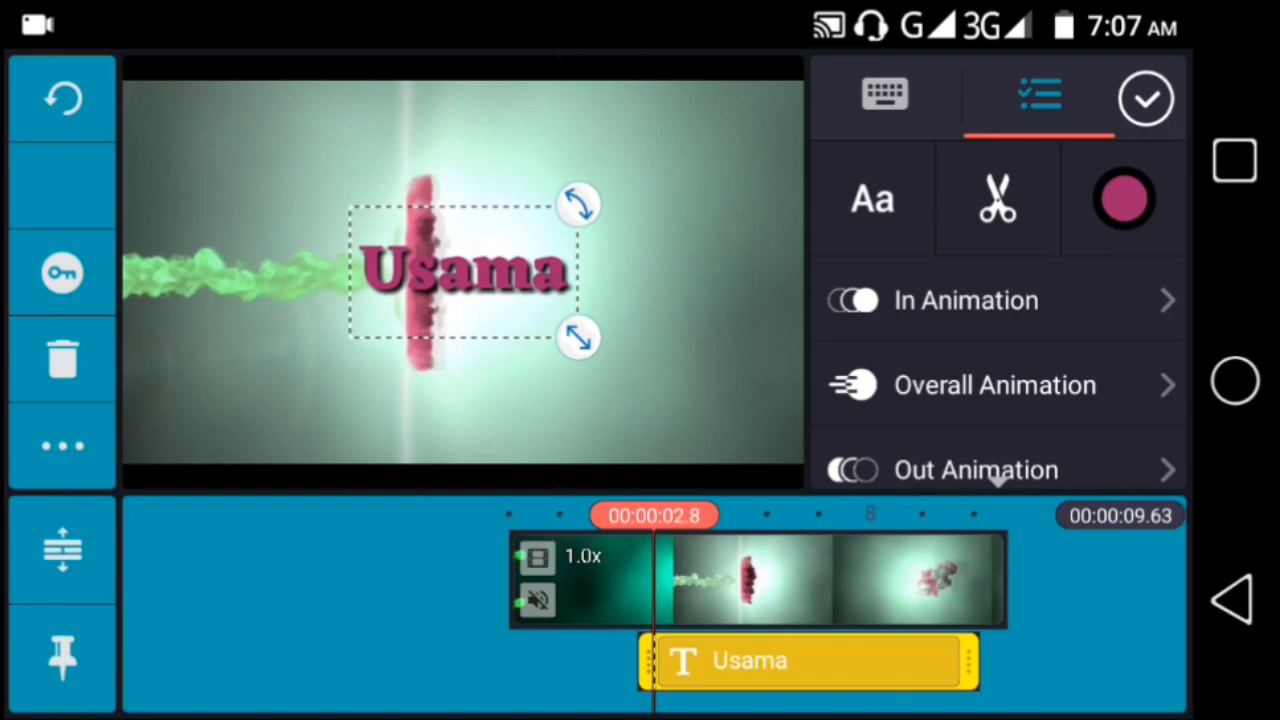 G 3G 7:07 AM
Usama
Aa
In Animation
Overall Animation
Out Animation
00:00:02.8
8
00:00:09.63
1.0x
T Usama